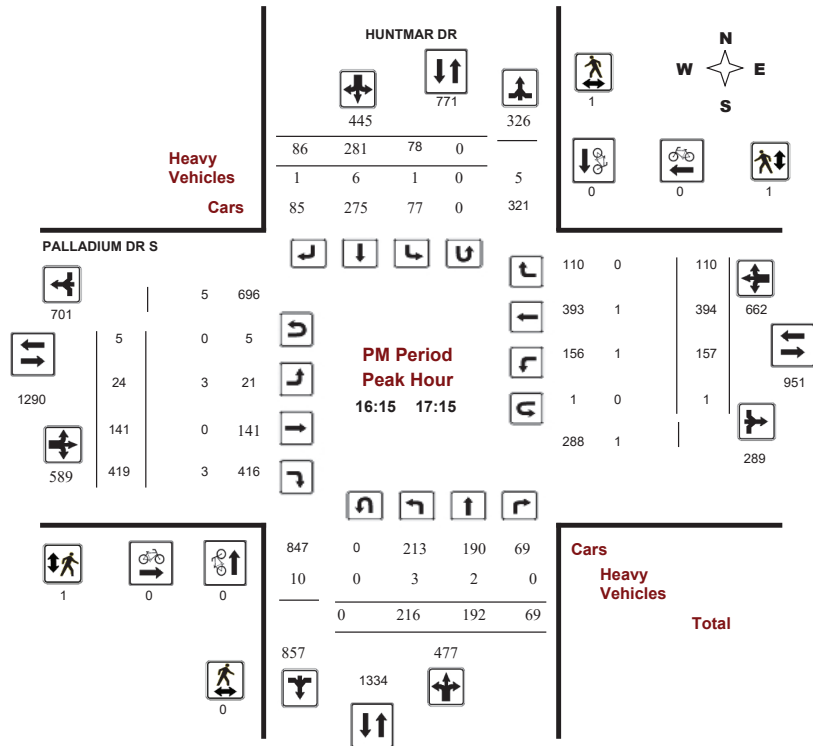 HUNTMAR DR
N
W E
S
771
1
445 326
86 281 78 0
Heavy
Vehicles
1 6 1 0 5
Cars
85 275 77 0 321
0 0 1
PALLADIUM DR S
701
5 696
5 0 5
1290
24 3 21
141 0 141
589
419 3 416
PM Period
Peak Hour
16:15 17:15
110 0 110
662
393 1 394
951
156 1 157
1 0 1
288 1
289
847 0 213 190 69
Cars
10 0 3 2 0
Heavy
Vehicles
0 216 192 69
Total
1 0 0
857 477
1334
0